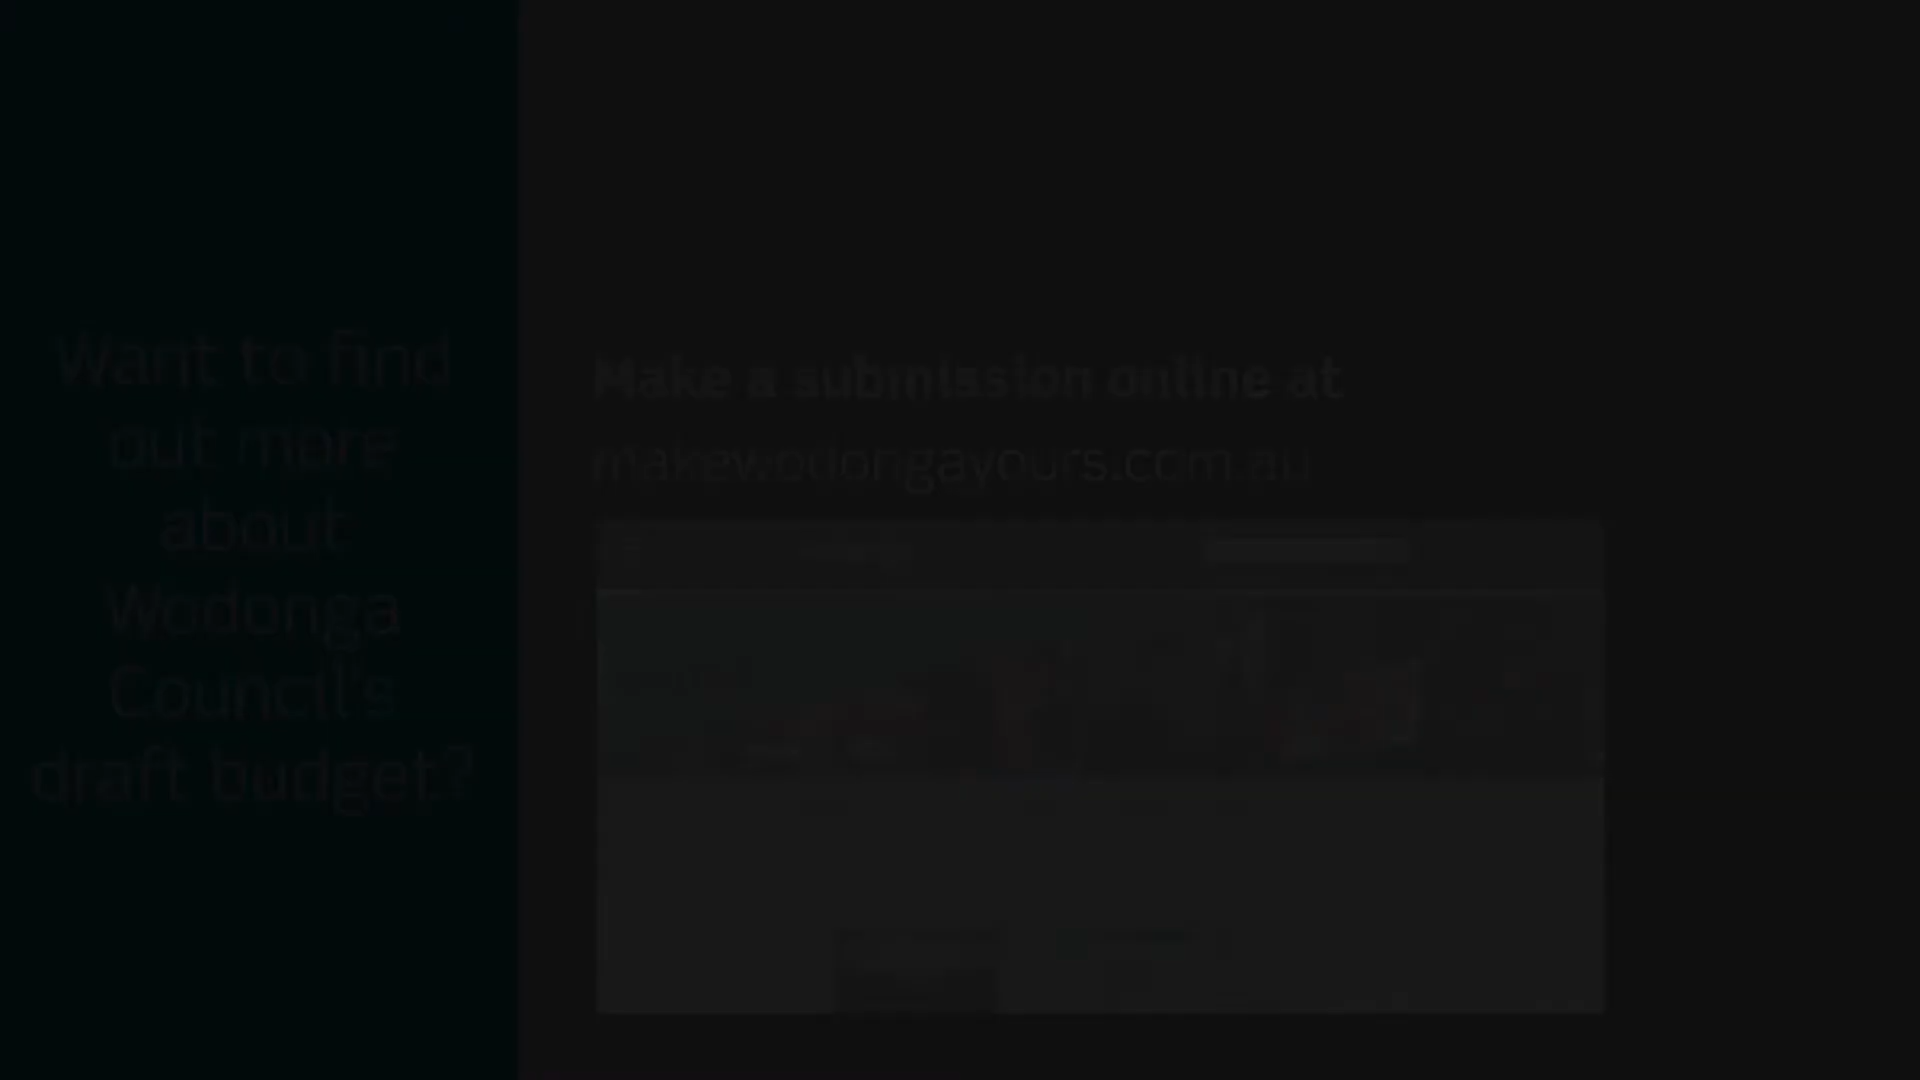 Want to find
out more
about
Wodonga
Council's
draft budget?
Make a submission online at
makewodongayours.com.au